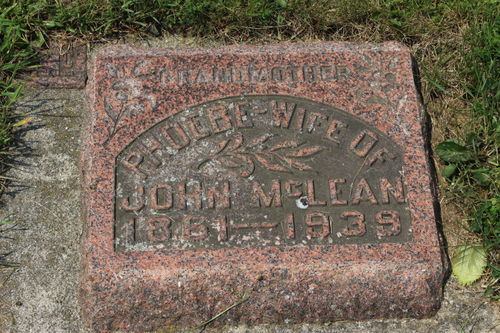 GRANDMOTHER
PHOEBE-WIFE OF
JOHN MCLEAN
1861-1939